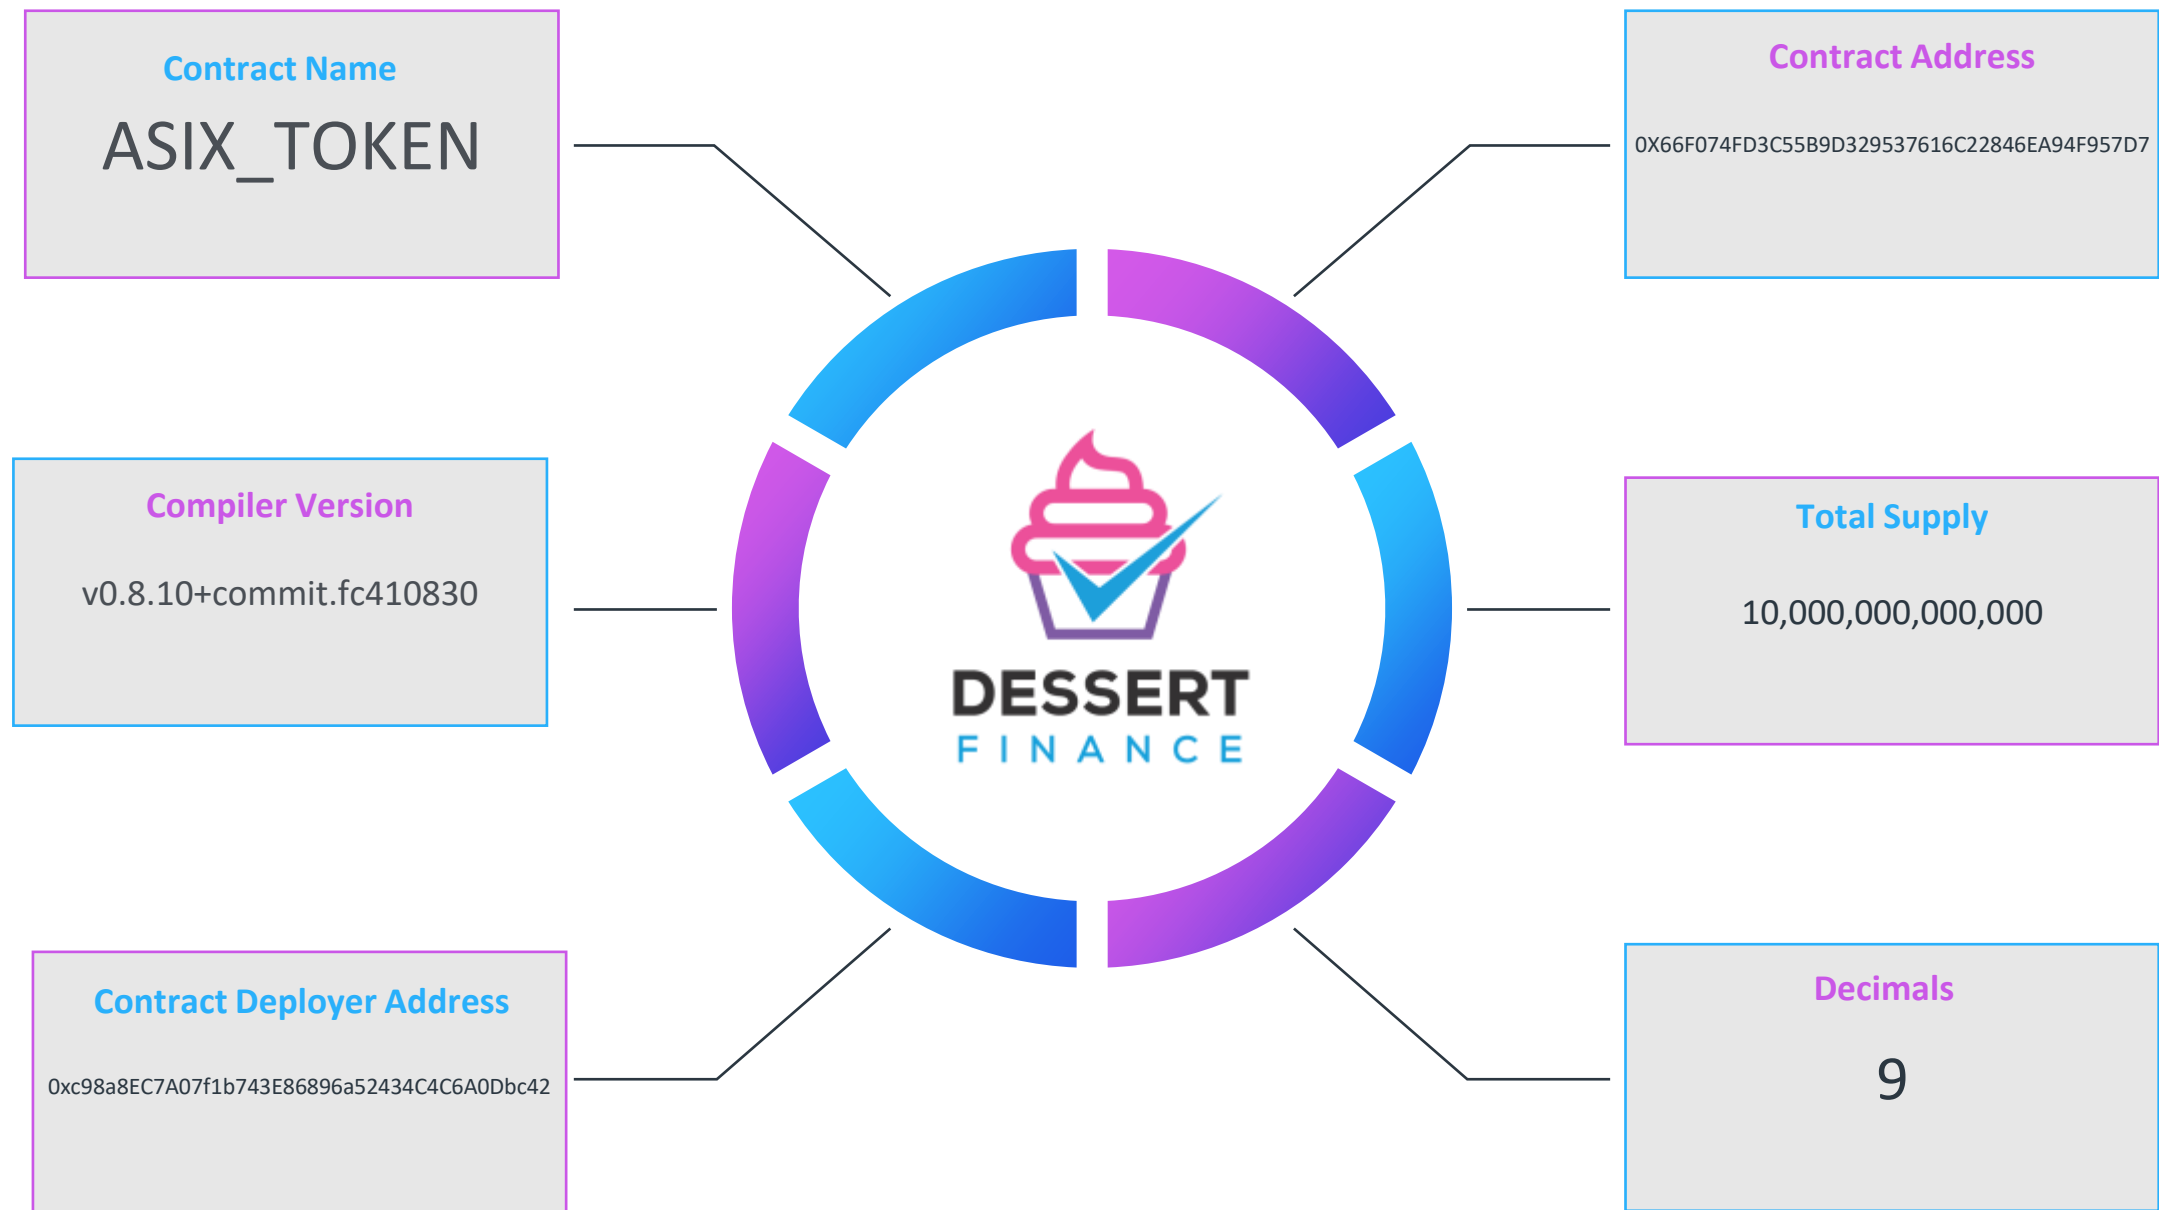 Contract Name
ASIX_TOKEN
Contract Address
0X66F074FD3C55B9D329537616C22846EA94F957D7
Compiler Version
v0.8.10+commit.fc410830
Total Supply
10,000,000,000,000
DESSERT
FINANCE
Contract Deployer Address
0xc98a8EC7A07f1b743E86896a52434C4C6A0Dbc42
Decimals
9